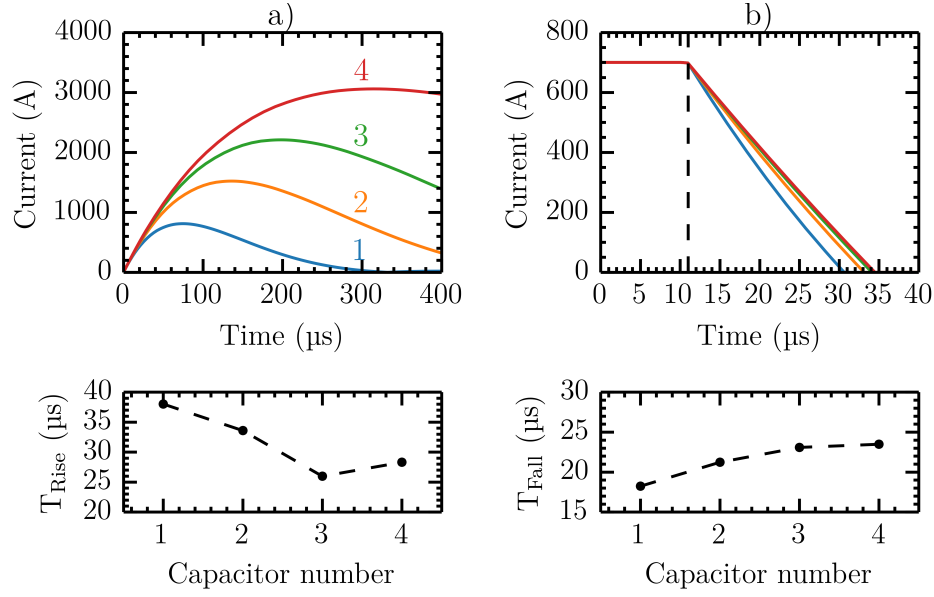 a)
Current (A)
4000
3000
2000
1000
0
4
3
2
1
0 100 200 300 400
Time (µs)
b)
Current (A)
800
600
400
200
0
0 5 10 15 20 25 30 35 40
Time (µs)
T_Rise (µs)
40
35
30
25
20
1 2 3 4
Capacitor number
T_Fall (µs)
30
25
20
15
1 2 3 4
Capacitor number